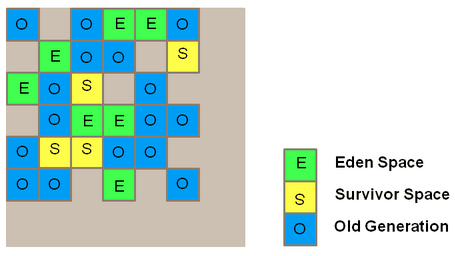 O O E E O
E O O S
E O S O
O E E O O
O S S O O
O O E O
E Eden Space
S Survivor Space
O Old Generation